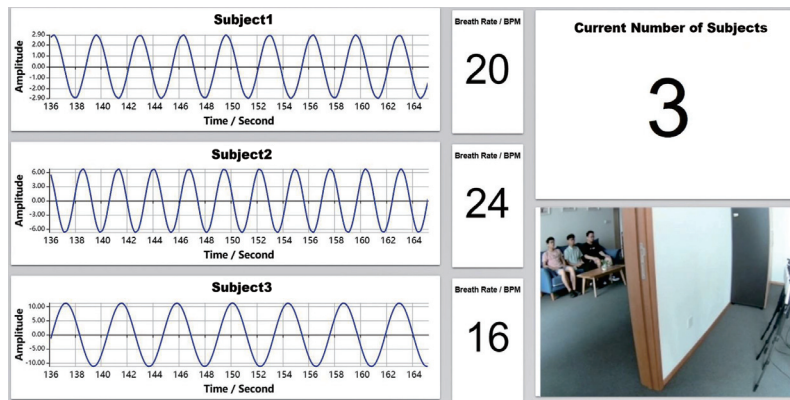 Subject1
Amplitude
2.90
2.00
1.00
0.00
-1.00
-2.00
-2.90
136 138 140 142 144 146 148 150 152 154 156 158 160 162 164
Time / Second
Breath Rate / BPM
20
Subject2
Amplitude
6.00
3.00
0.00
-3.00
-6.00
136 138 140 142 144 146 148 150 152 154 156 158 160 162 164
Time / Second
Breath Rate / BPM
24
Subject3
Amplitude
10.00
5.00
0.00
-5.00
-10.00
136 138 140 142 144 146 148 150 152 154 156 158 160 162 164
Time / Second
Breath Rate / BPM
16
Current Number of Subjects
3